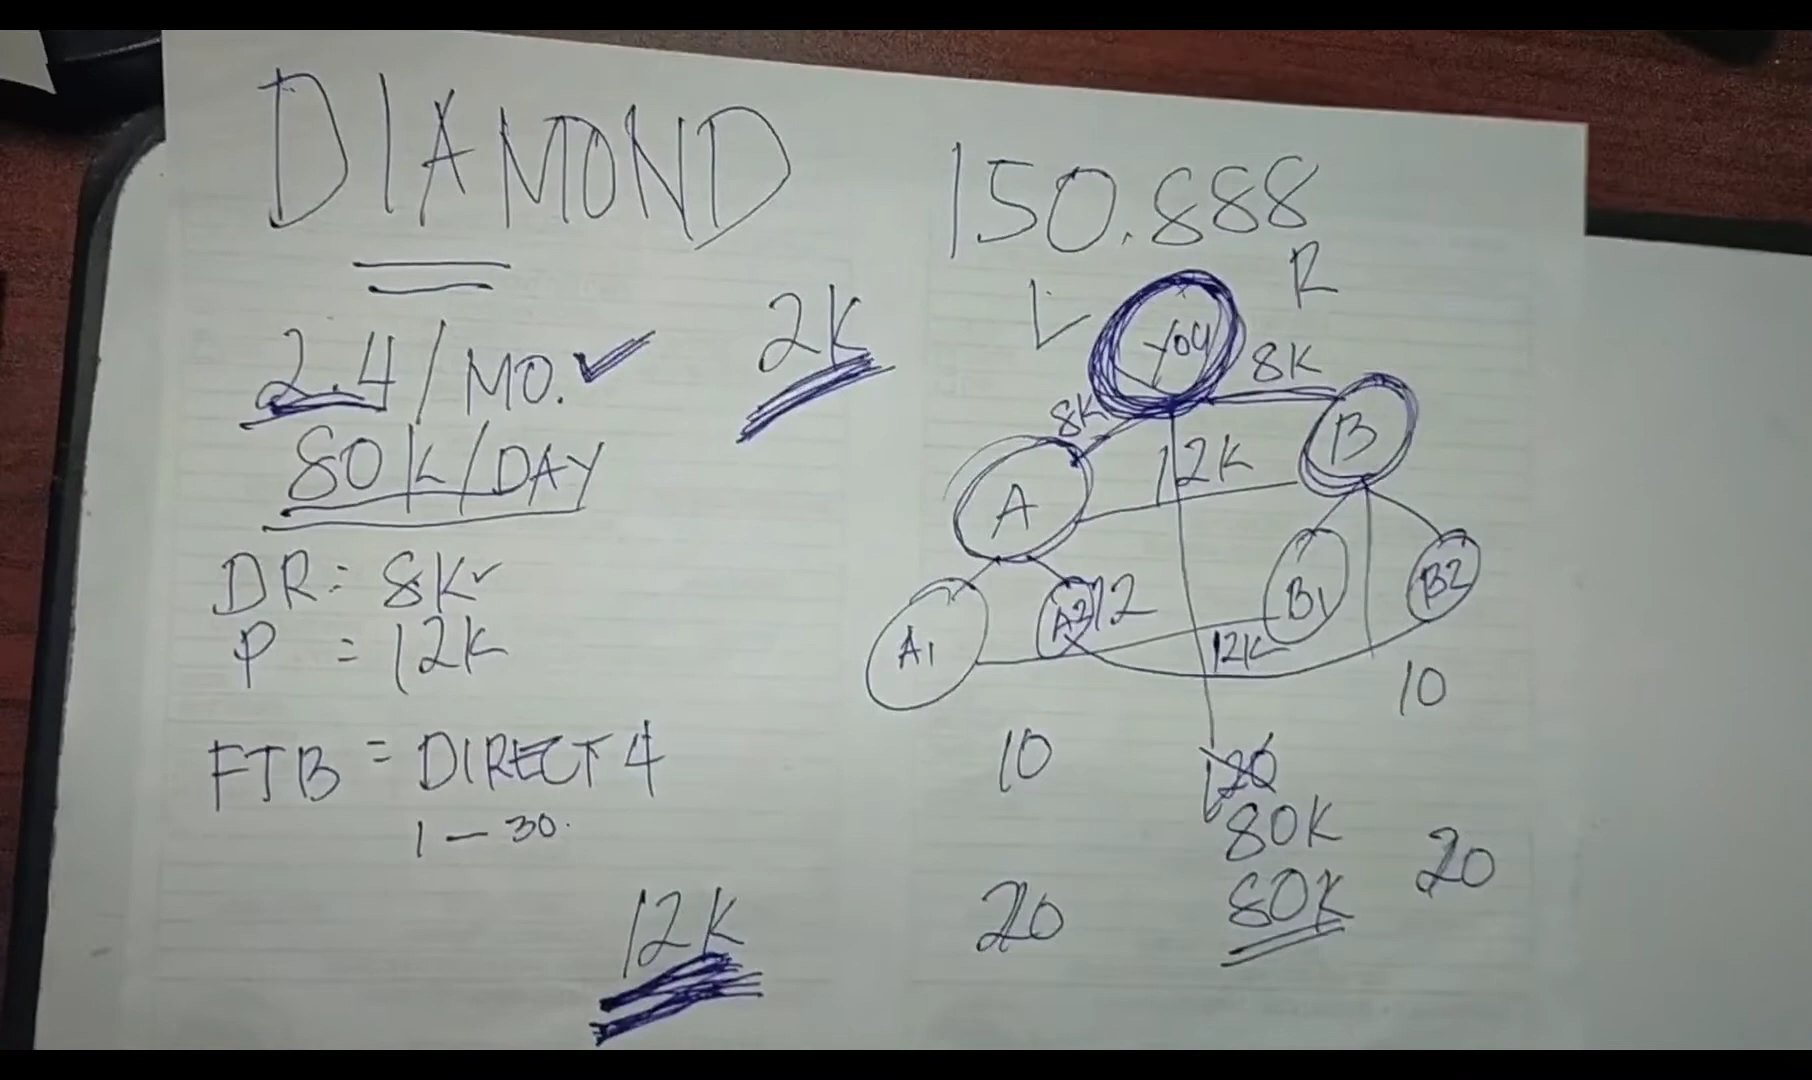 DIAMOND
150.888
L
R
2.4/MO.
2K
80K/DAY
DR = 8K
P = 12K
FTB = DIRECT 4
1 - 30.
12K
YOU
8K
8K
A
12K
B
A1
A2
12
B1
B2
12K
10
10
120
80K
20
20
80K